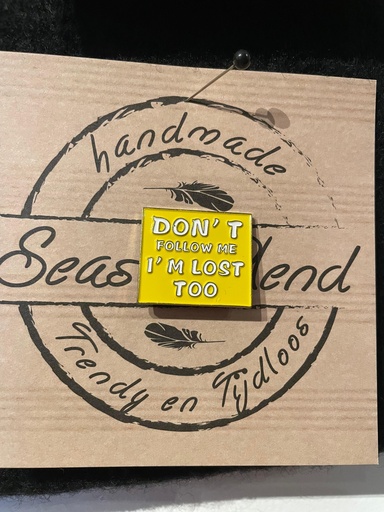 handmade
DON'T
FOLLOW ME
I'M LOST
TOO
Seas lend
Trendy en Tijdloos